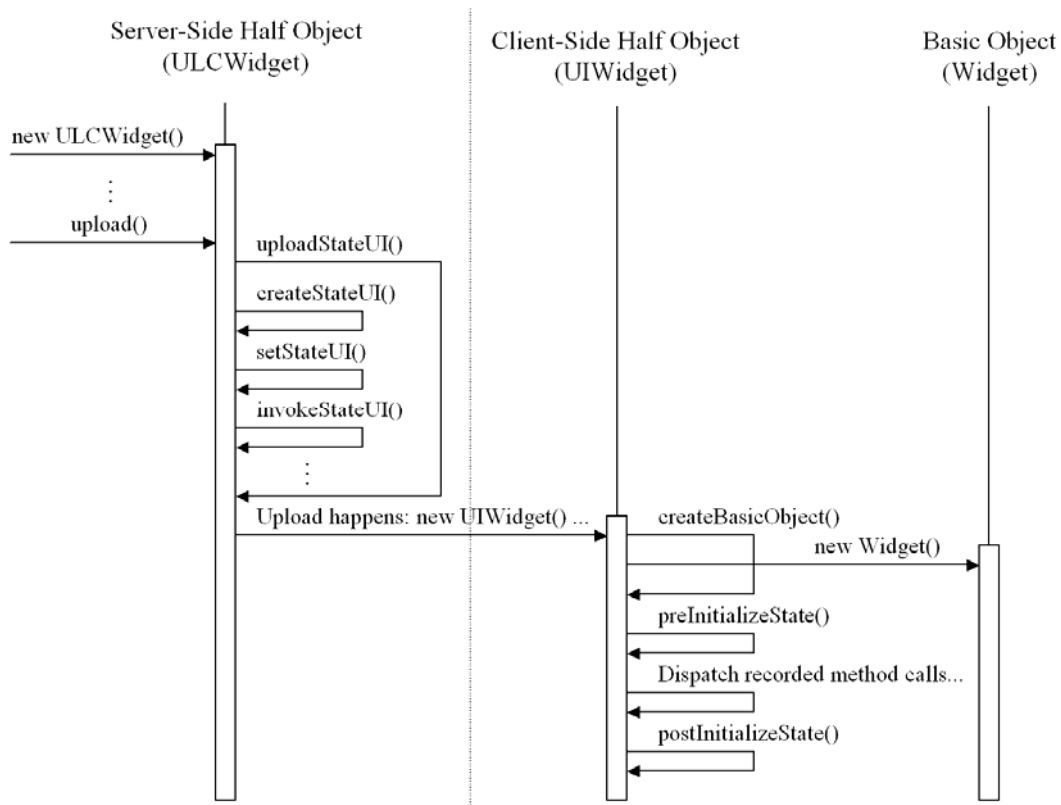 Server-Side Half Object
(ULCWidget)
Client-Side Half Object
(UIWidget)
Basic Object
(Widget)
new ULCWidget()
upload()
uploadStateUI()
createStateUI()
setStateUI()
invokeStateUI()
Upload happens: new UIWidget() ...
createBasicObject()
new Widget()
preInitializeState()
Dispatch recorded method calls...
postInitializeState()